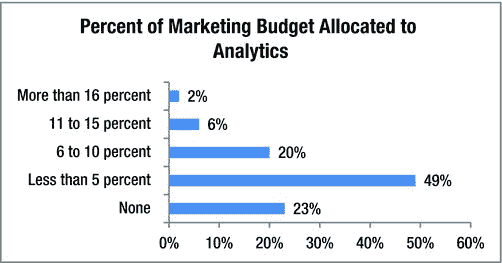 Percent of Marketing Budget Allocated to
Analytics
More than 16 percent 2%
11 to 15 percent 6%
6 to 10 percent 20%
Less than 5 percent 49%
None 23%
0% 10% 20% 30% 40% 50% 60%